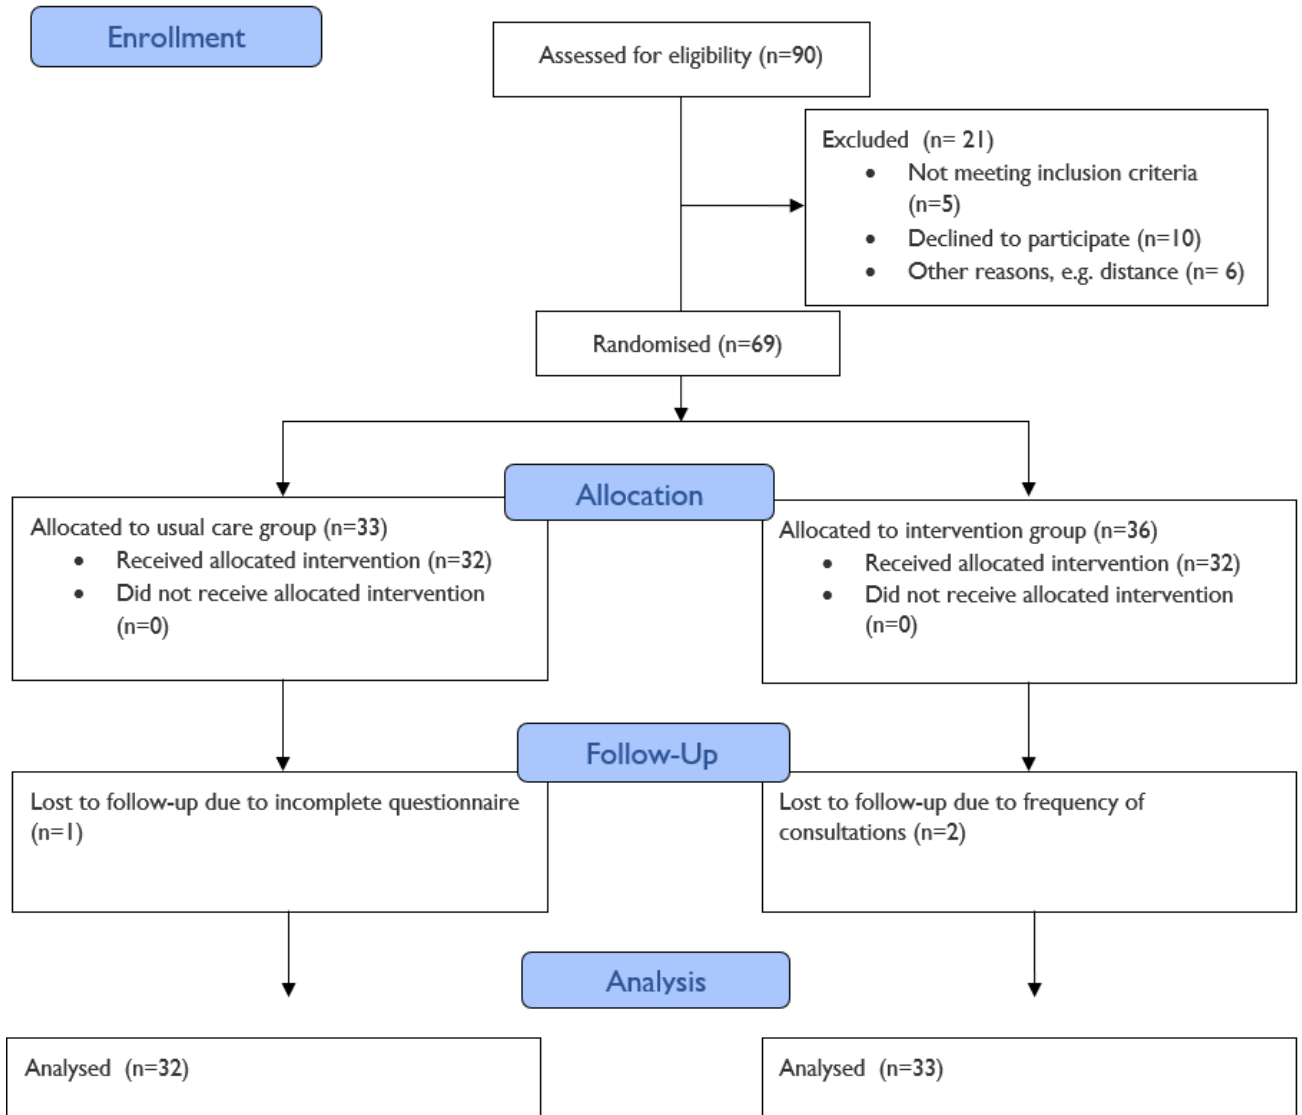 Enrollment
Assessed for eligibility (n=90)
Excluded (n= 21)
• Not meeting inclusion criteria
(n=5)
• Declined to participate (n=10)
• Other reasons, e.g. distance (n= 6)
Randomised (n=69)
Allocation
Allocated to usual care group (n=33)
• Received allocated intervention (n=32)
• Did not receive allocated intervention
(n=0)
Allocated to intervention group (n=36)
• Received allocated intervention (n=32)
• Did not receive allocated intervention
(n=0)
Follow-Up
Lost to follow-up due to incomplete questionnaire
(n=1)
Lost to follow-up due to frequency of
consultations (n=2)
Analysis
Analysed (n=32)
Analysed (n=33)